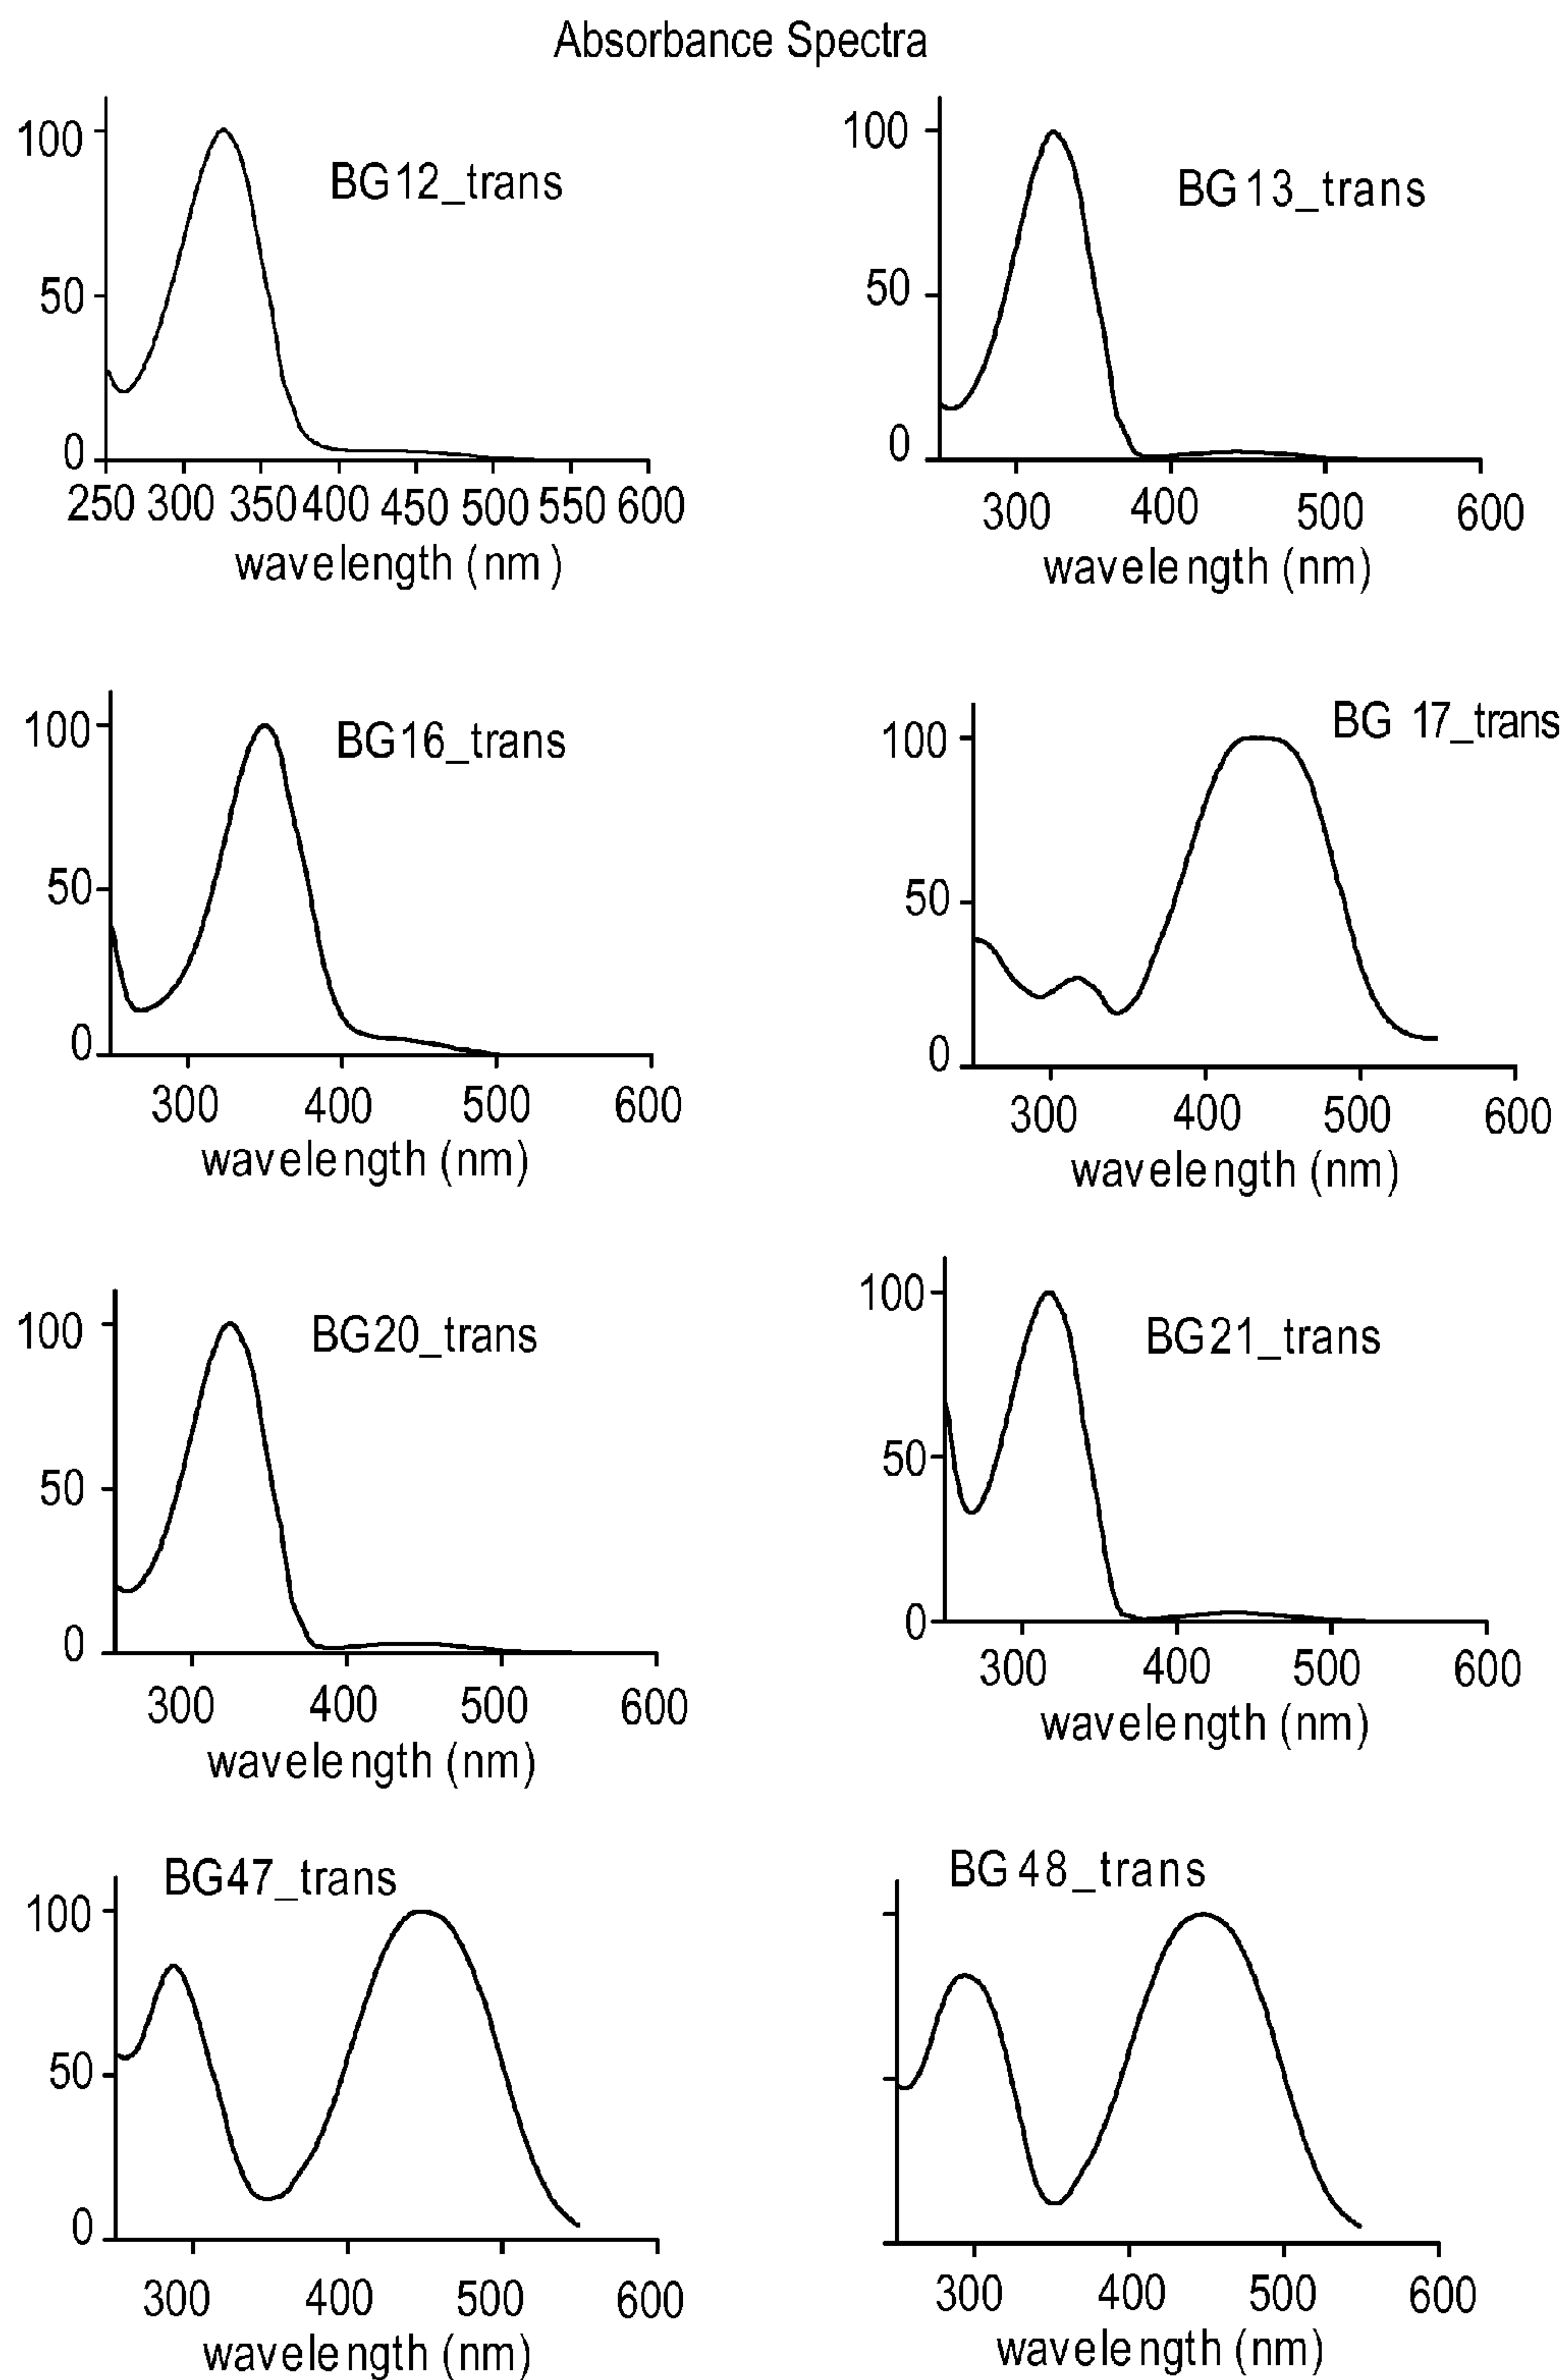 Absorbance Spectra
BG12_trans
100
50
0
250 300 350 400 450 500 550 600
wavelength (nm)
BG13_trans
100
50
0
300 400 500 600
wavelength (nm)
BG16_trans
100
50
0
300 400 500 600
wavelength (nm)
BG 17_trans
100
50
0
300 400 500 600
wavelength (nm)
BG20_trans
100
50
0
300 400 500 600
wavelength (nm)
BG21_trans
100
50
0
300 400 500 600
wavelength (nm)
BG47_trans
100
50
0
300 400 500 600
wavelength (nm)
BG48_trans
300 400 500 600
wavelength (nm)